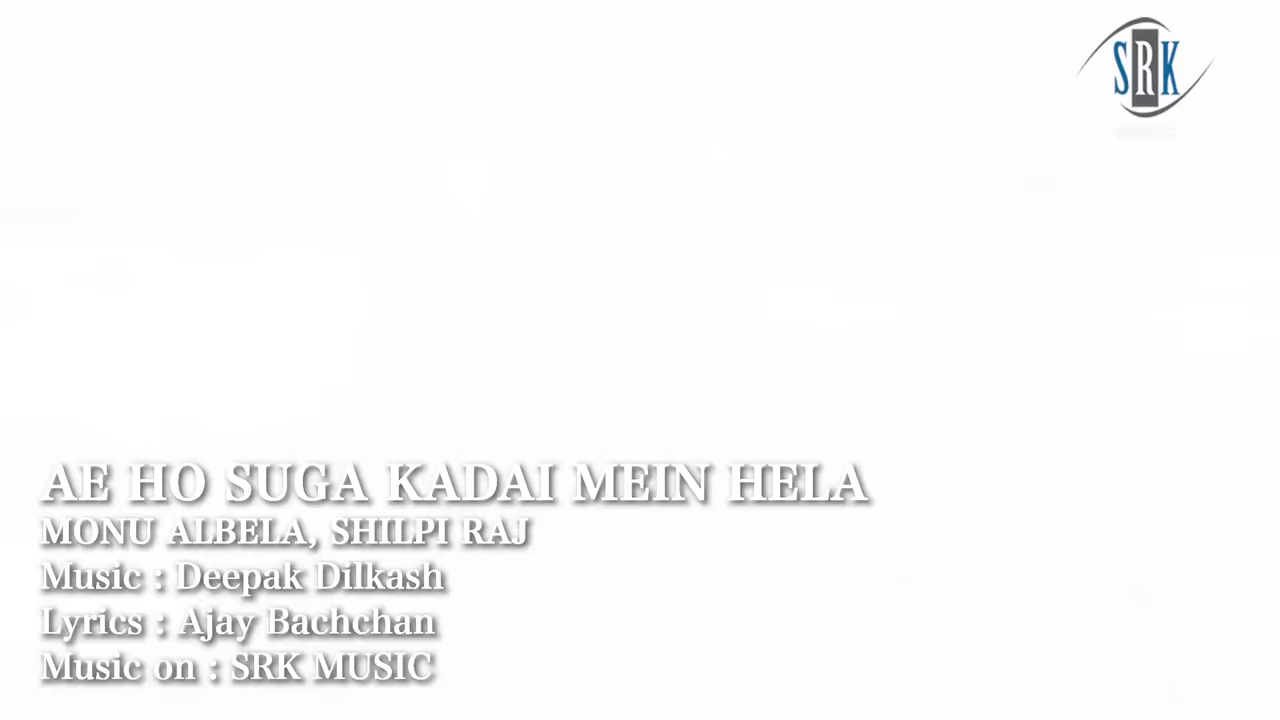 SRK
AE HO SUGA KADAI MEIN HELA
MONU ALBELA, SHILPI RAJ
Music : Deepak Dilkash
Lyrics : Ajay Bachchan
Music on : SRK MUSIC